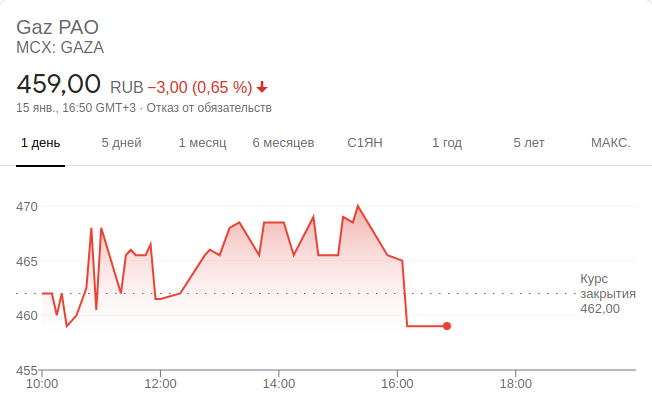 Gaz PAO
MCX: GAZA
459,00 RUB −3,00 (0,65 %)
15 янв., 16:50 GMT+3 · Отказ от обязательств
1 день 5 дней 1 месяц 6 месяцев С1ЯН 1 год 5 лет МАКС.
470
465
Курс
закрытия
462,00
460
455
10:00 12:00 14:00 16:00 18:00